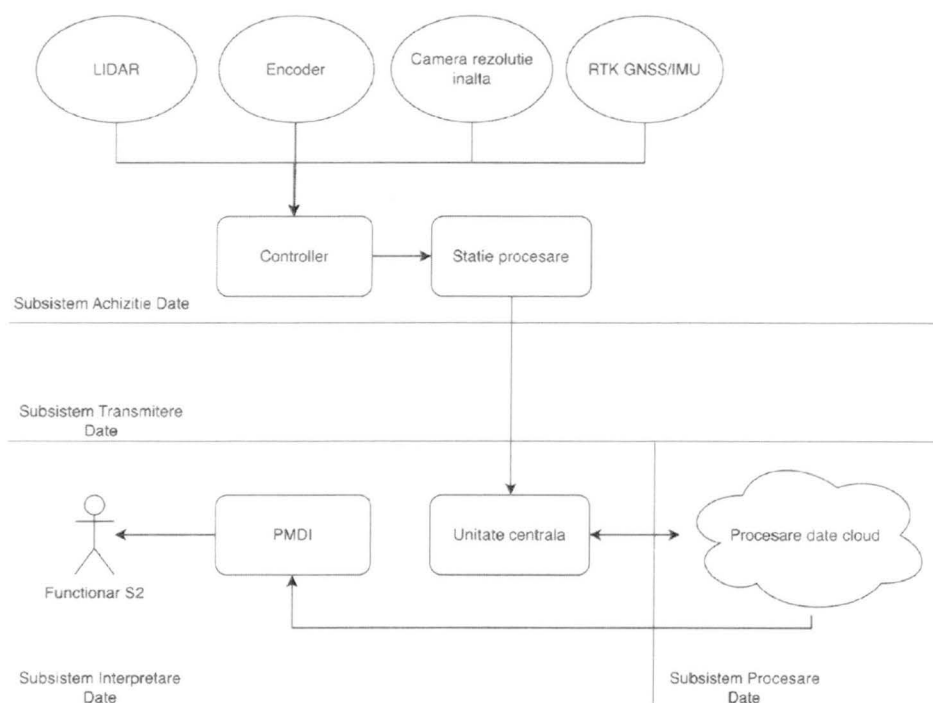 LIDAR
Encoder
Camera rezolutie
inalta
RTK GNSS/IMU
Controller
Statie procesare
Subsistem Achizitie Date
Subsistem Transmitere
Date
Functionar S2
PMDI
Unitate centrala
Procesare date cloud
Subsistem Interpretare
Date
Subsistem Procesare
Date